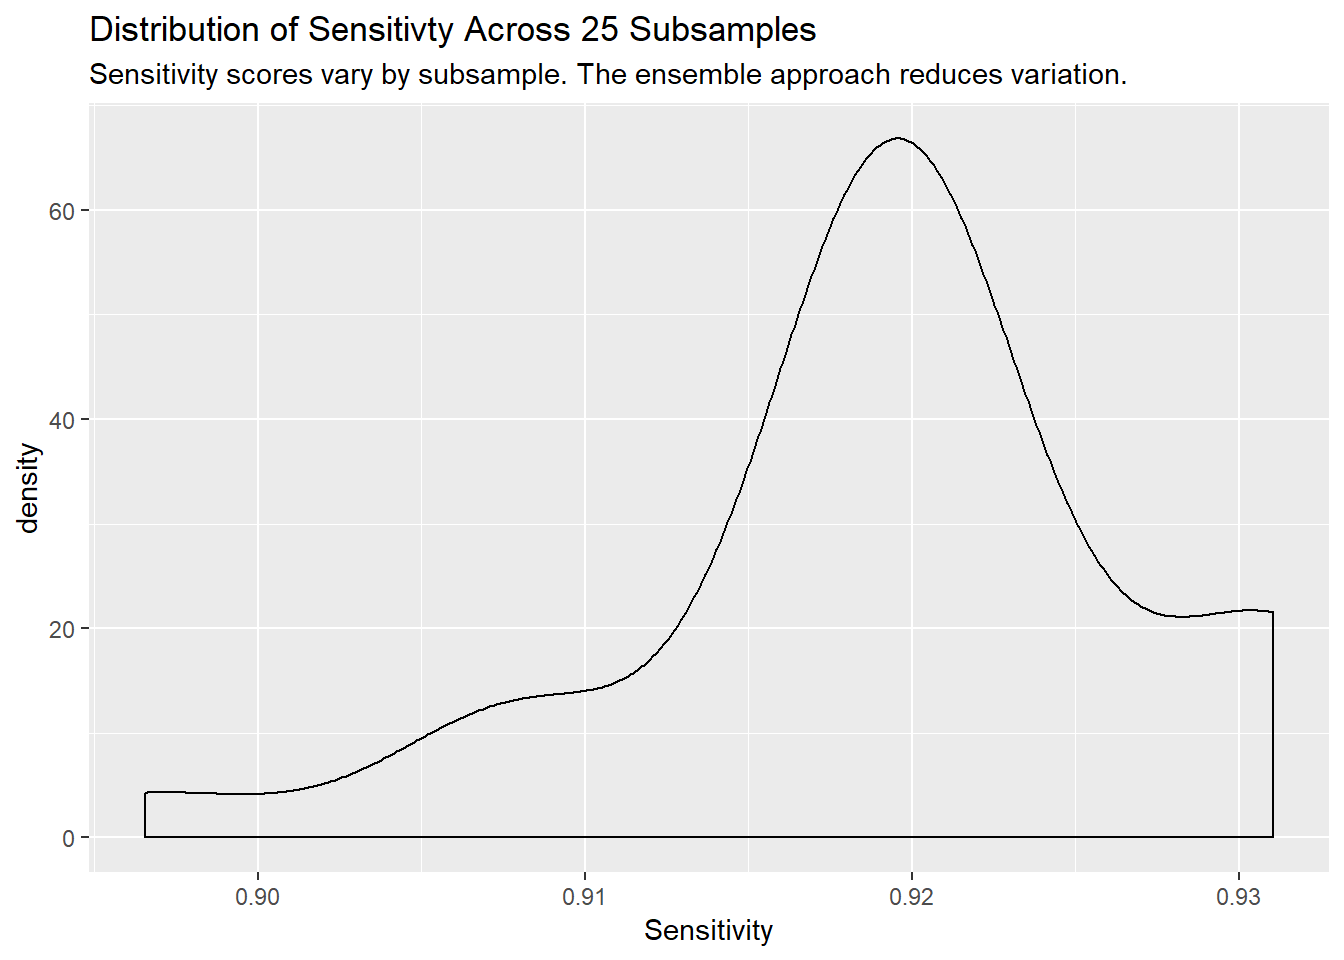 Distribution of Sensitivty Across 25 Subsamples
Sensitivity scores vary by subsample. The ensemble approach reduces variation.
density
60
40
20
0
0.90
0.91
0.92
0.93
Sensitivity